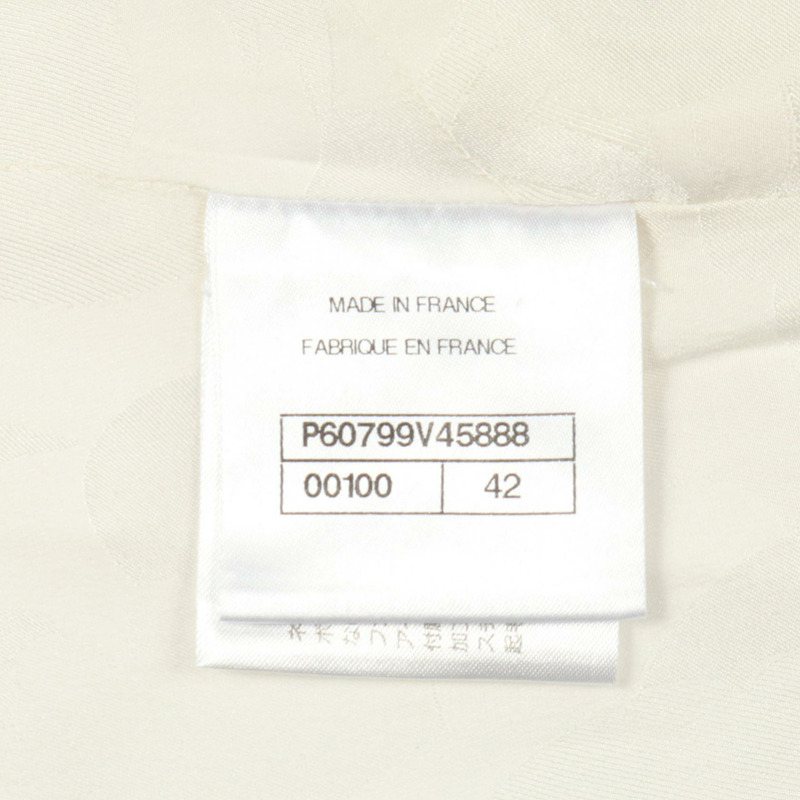 MADE IN FRANCE
FABRIQUE EN FRANCE
P60799V45888
00100 42